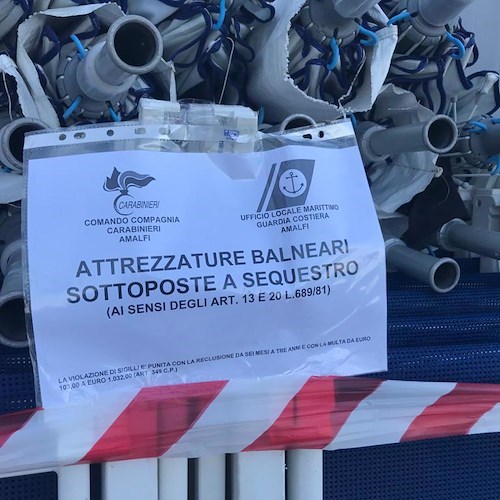 CARABINIERI
COMANDO COMPAGNIA
CARABINIERI
AMALFI
UFFICIO LOCALE MARITTIMO
GUARDIA COSTIERA
AMALFI
ATTREZZATURE BALNEARI
SOTTOPOSTE A SEQUESTRO
(AI SENSI DEGLI ART. 13 E 20 L.689/81)
LA VIOLAZIONE DI SIGILLI E' PUNITA CON LA RECLUSIONE DA SEI MESI A TRE ANNI E CON LA MULTA DA EURO
103,00 A EURO 1.032,00 (ART. 349 C.P.)